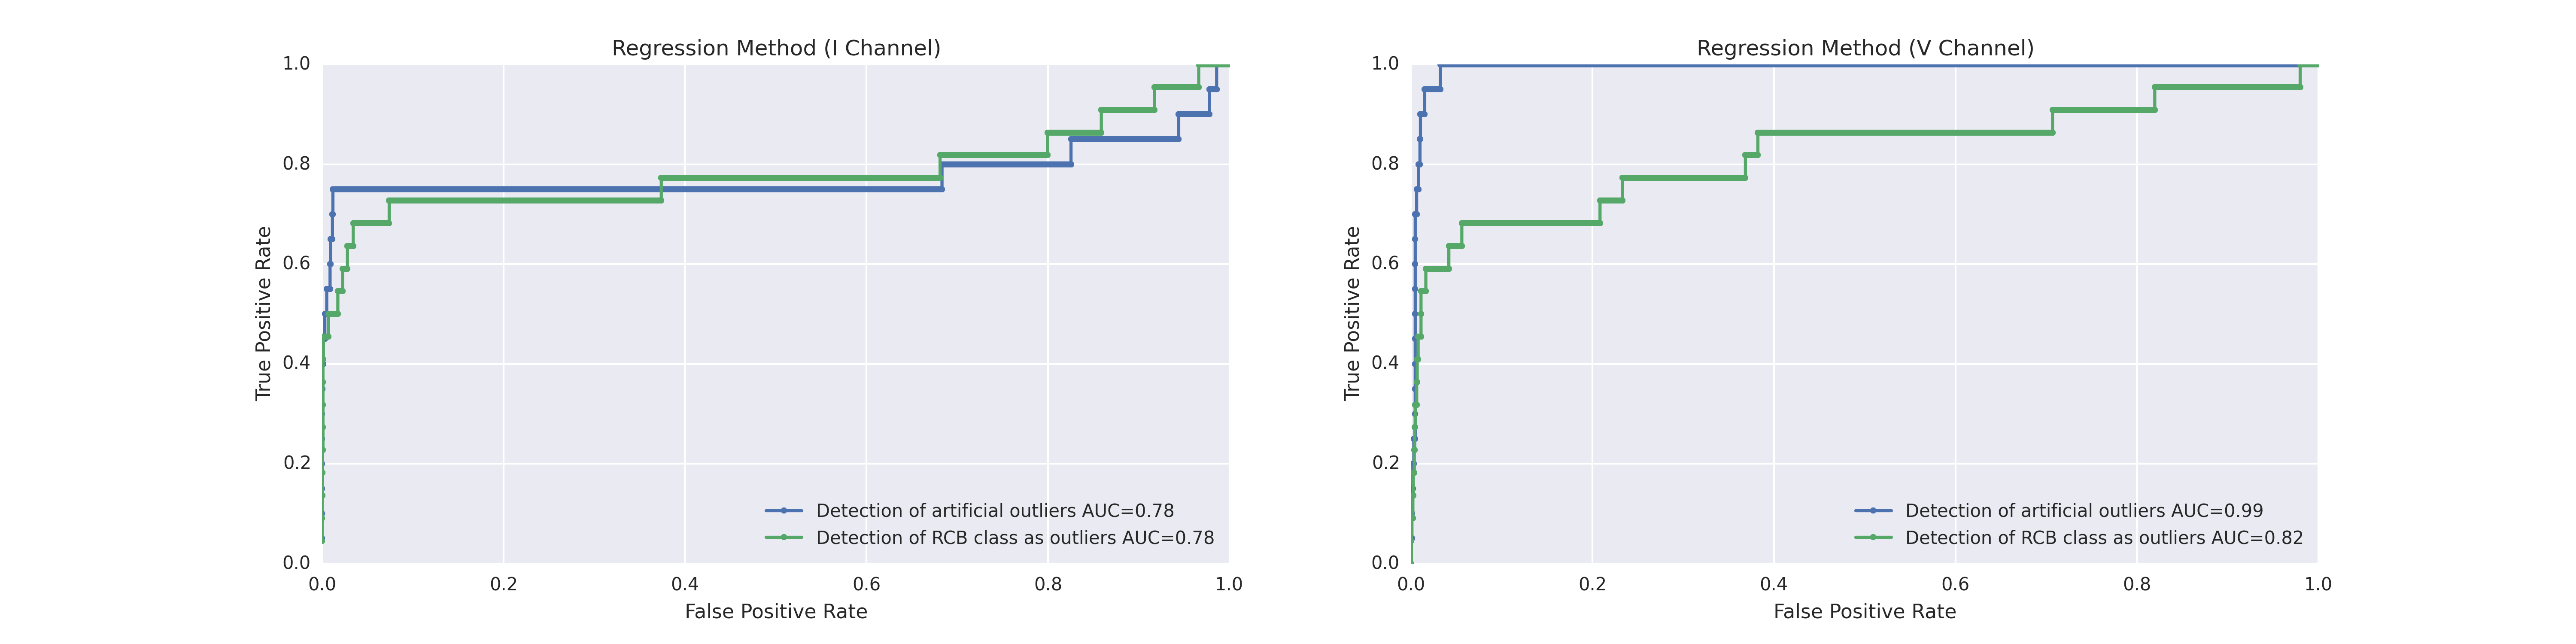 Regression Method (I Channel)
1.0
0.8
0.6
0.4
0.2
0.0
True Positive Rate
Detection of artificial outliers AUC=0.78
Detection of RCB class as outliers AUC=0.78
0.0 0.2 0.4 0.6 0.8 1.0
False Positive Rate
Regression Method (V Channel)
1.0
0.8
0.6
0.4
0.2
0.0
True Positive Rate
Detection of artificial outliers AUC=0.99
Detection of RCB class as outliers AUC=0.82
0.0 0.2 0.4 0.6 0.8 1.0
False Positive Rate